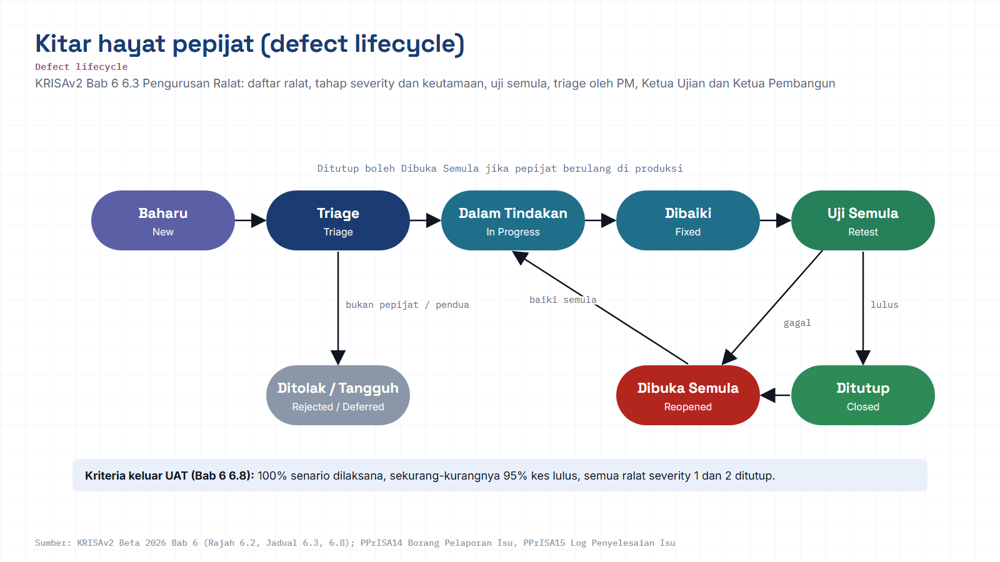 Kitar hayat pepijat (defect lifecycle)
Defect lifecycle
KRISAv2 Bab 6 6.3 Pengurusan Ralat: daftar ralat, tahap severity dan keutamaan, uji semula, triage oleh PM, Ketua Ujian dan Ketua Pembangun
Ditutup boleh Dibuka Semula jika pepijat berulang di produksi
Baharu
New
Triage
Triage
Dalam Tindakan
In Progress
Dibaiki
Fixed
Uji Semula
Retest
baiki semula
bukan pepijat / pendua
lulus
gagal
Ditolak / Tangguh
Rejected / Deferred
Dibuka Semula
Reopened
Ditutup
Closed
Kriteria keluar UAT (Bab 6 6.8): 100% senario dilaksana, sekurang-kurangnya 95% kes lulus, semua ralat severity 1 dan 2 ditutup.
Sumber: KRISAv2 Beta 2026 Bab 6 (Rajah 6.2, Jadual 6.3, 6.8); PPrISA14 Borang Pelaporan Isu, PPrISA15 Log Penyelesaian Isu